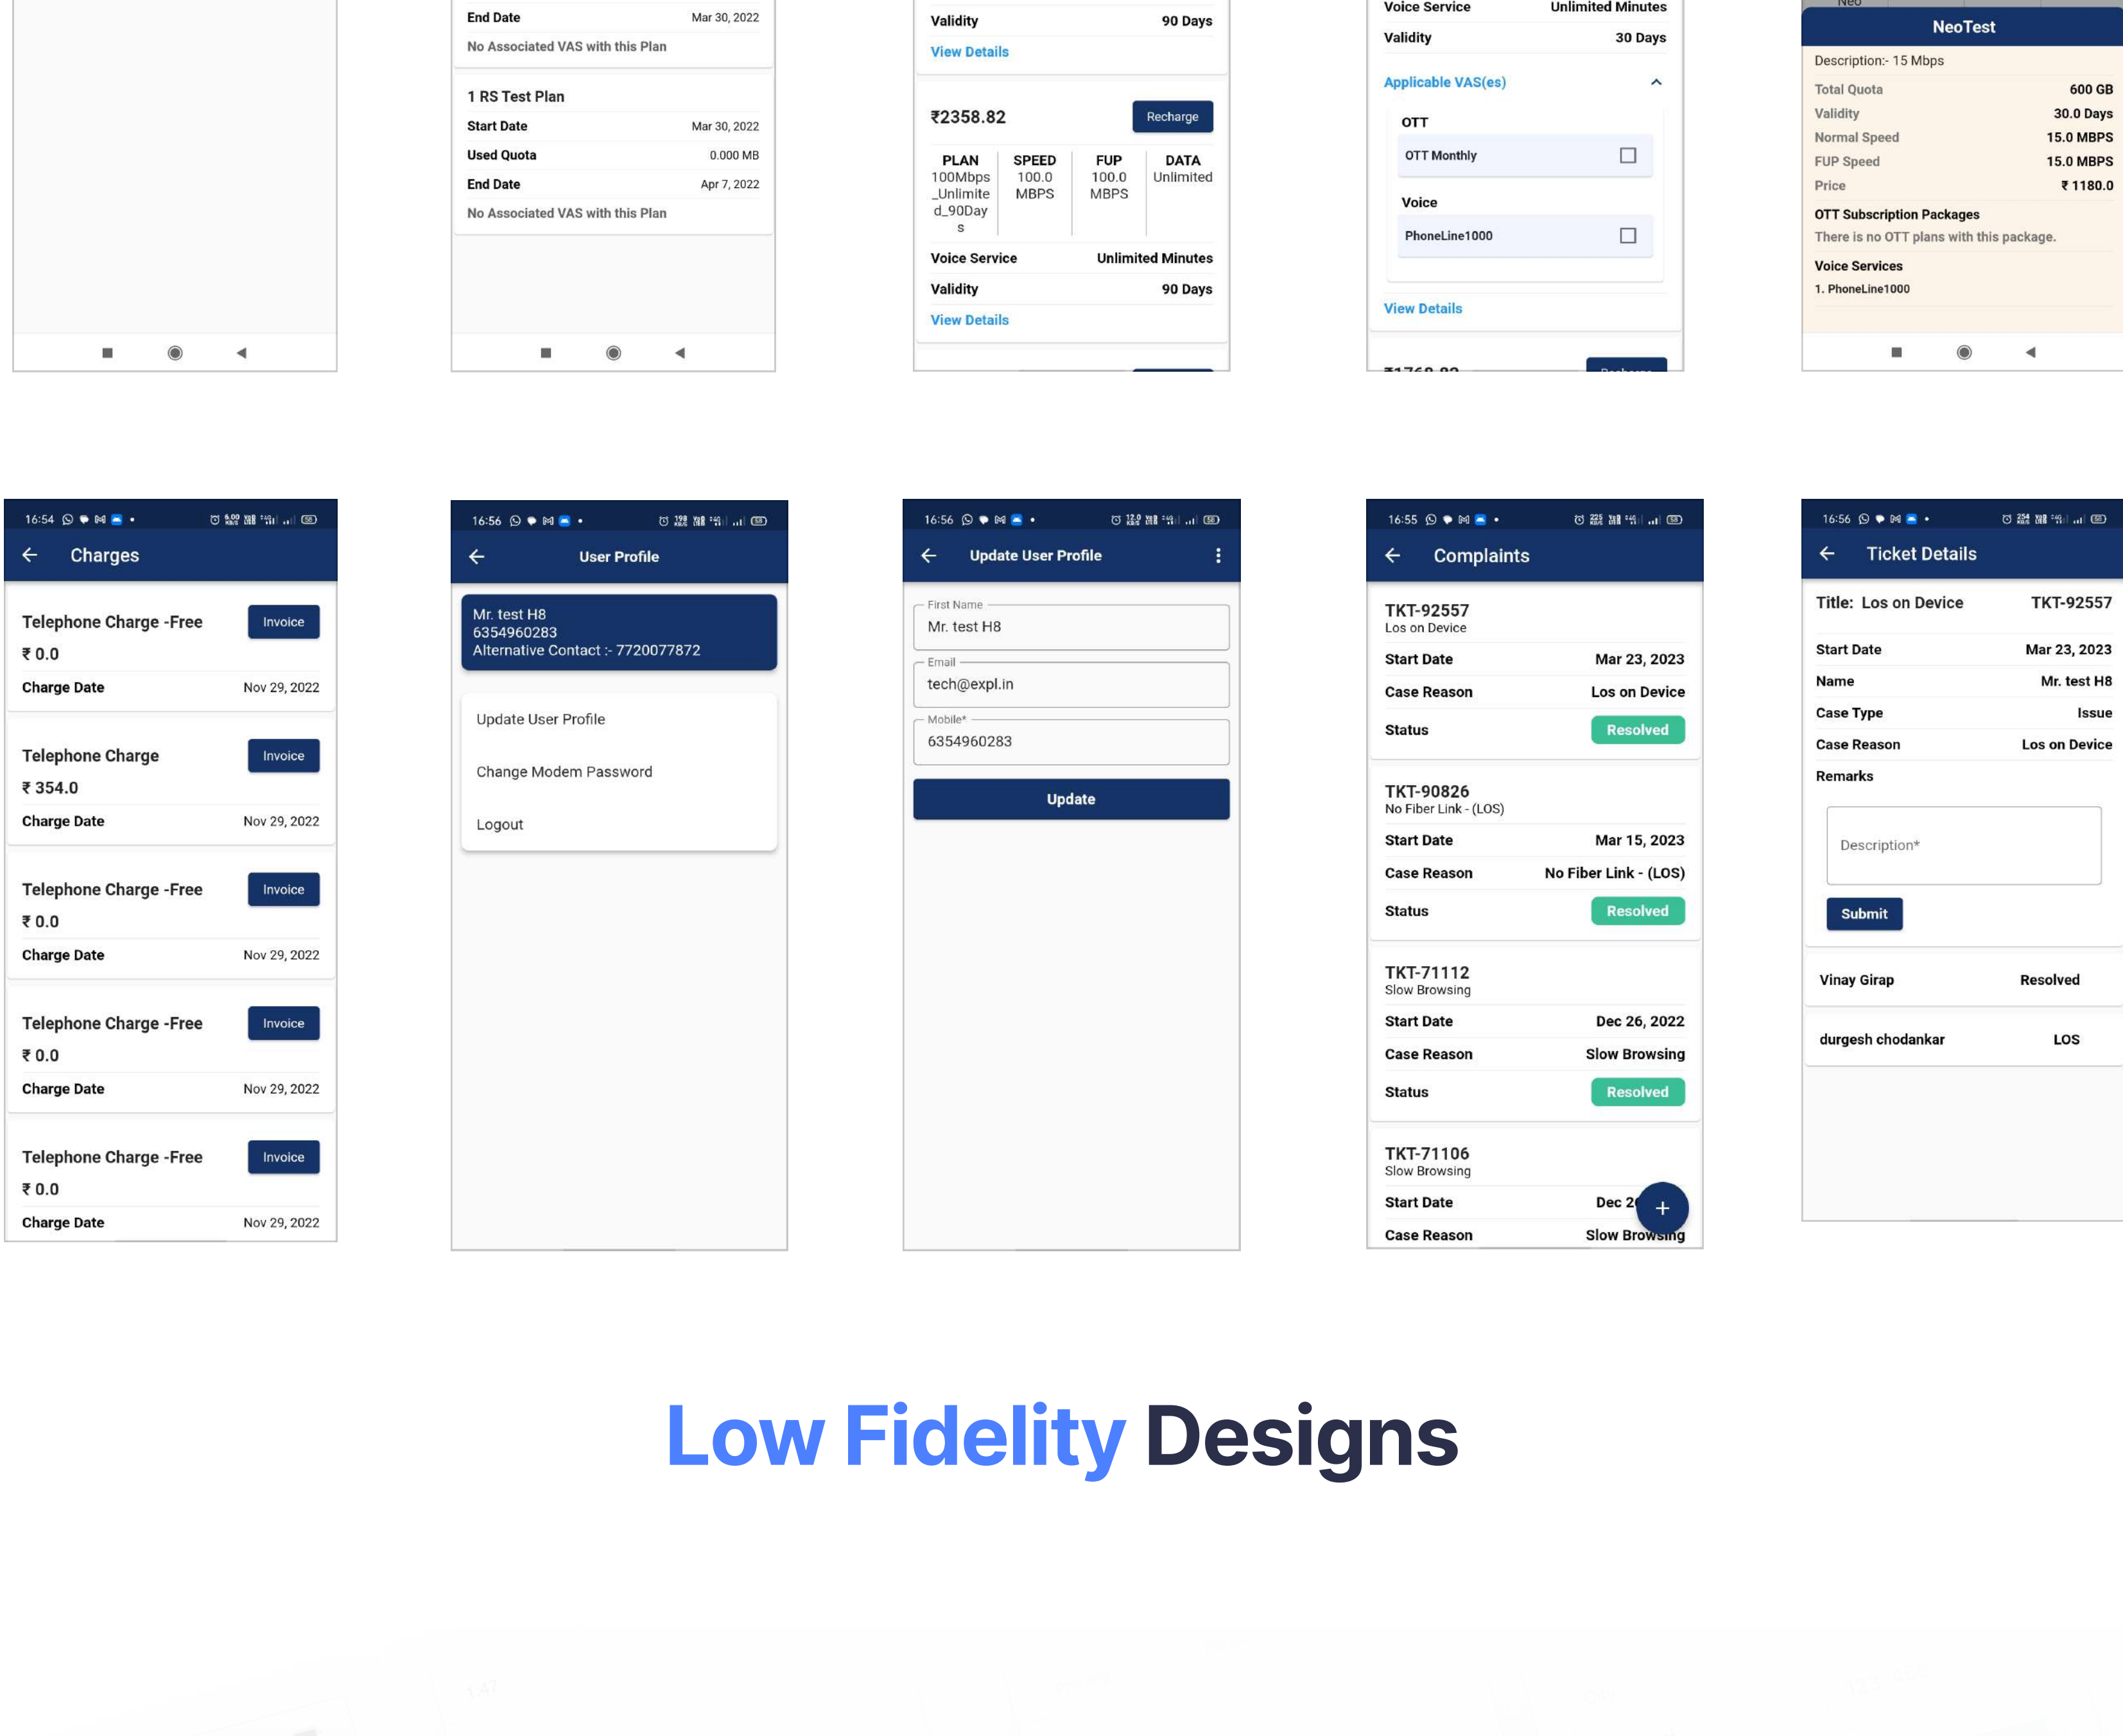 End Date Mar 30, 2022
No Associated VAS with this Plan
1 RS Test Plan
Start Date Mar 30, 2022
Used Quota 0.000 MB
End Date Apr 7, 2022
No Associated VAS with this Plan
Validity 90 Days
View Details
₹2358.82 Recharge
PLAN SPEED FUP DATA
100Mbps 100.0 100.0 Unlimited
_Unlimite MBPS MBPS
d_90Day
s
Voice Service Unlimited Minutes
Validity 90 Days
View Details
Voice Service Unlimited Minutes
Validity 30 Days
Applicable VAS(es)
OTT
OTT Monthly
Voice
PhoneLine1000
View Details
NeoTest
Description:- 15 Mbps
Total Quota 600 GB
Validity 30.0 Days
Normal Speed 15.0 MBPS
FUP Speed 15.0 MBPS
Price ₹ 1180.0
OTT Subscription Packages
There is no OTT plans with this package.
Voice Services
1. PhoneLine1000
16:54
Charges
Telephone Charge -Free Invoice
₹ 0.0
Charge Date Nov 29, 2022
Telephone Charge Invoice
₹ 354.0
Charge Date Nov 29, 2022
Telephone Charge -Free Invoice
₹ 0.0
Charge Date Nov 29, 2022
Telephone Charge -Free Invoice
₹ 0.0
Charge Date Nov 29, 2022
Telephone Charge -Free Invoice
₹ 0.0
Charge Date Nov 29, 2022
16:56
User Profile
Mr. test H8
6354960283
Alternative Contact :- 7720077872
Update User Profile
Change Modem Password
Logout
16:56
Update User Profile
First Name
Mr. test H8
Email
tech@expl.in
Mobile*
6354960283
Update
16:55
Complaints
TKT-92557
Los on Device
Start Date Mar 23, 2023
Case Reason Los on Device
Status Resolved
TKT-90826
No Fiber Link - (LOS)
Start Date Mar 15, 2023
Case Reason No Fiber Link - (LOS)
Status Resolved
TKT-71112
Slow Browsing
Start Date Dec 26, 2022
Case Reason Slow Browsing
Status Resolved
TKT-71106
Slow Browsing
Start Date Dec
Case Reason Slow Browsing
16:56
Ticket Details
Title: Los on Device TKT-92557
Start Date Mar 23, 2023
Name Mr. test H8
Case Type Issue
Case Reason Los on Device
Remarks
Description*
Submit
Vinay Girap Resolved
durgesh chodankar LOS
Low Fidelity Designs